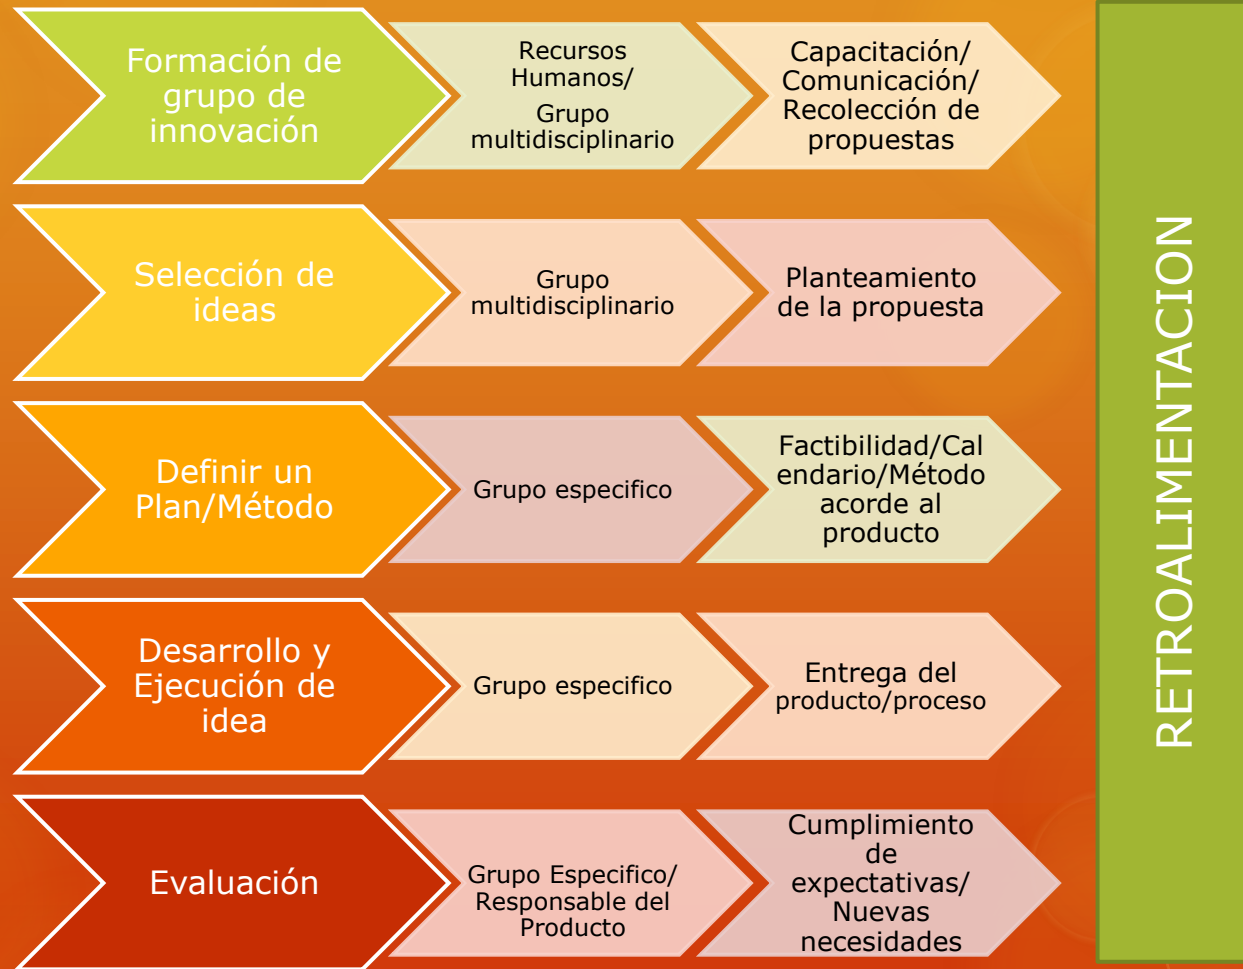 Formación de
grupo de
innovación
Recursos
Humanos/
Grupo
multidisciplinario
Capacitación/
Comunicación/
Recolección de
propuestas
Selección de
ideas
Grupo
multidisciplinario
Planteamiento
de la propuesta
Definir un
Plan/Método
Grupo especifico
Factibilidad/Cal
endario/Método
acorde al
producto
Desarrollo y
Ejecución de
idea
Grupo especifico
Entrega del
producto/proceso
Evaluación
Grupo Especifico/
Responsable del
Producto
Cumplimiento
de
expectativas/
Nuevas
necesidades
RETROALIMENTACION